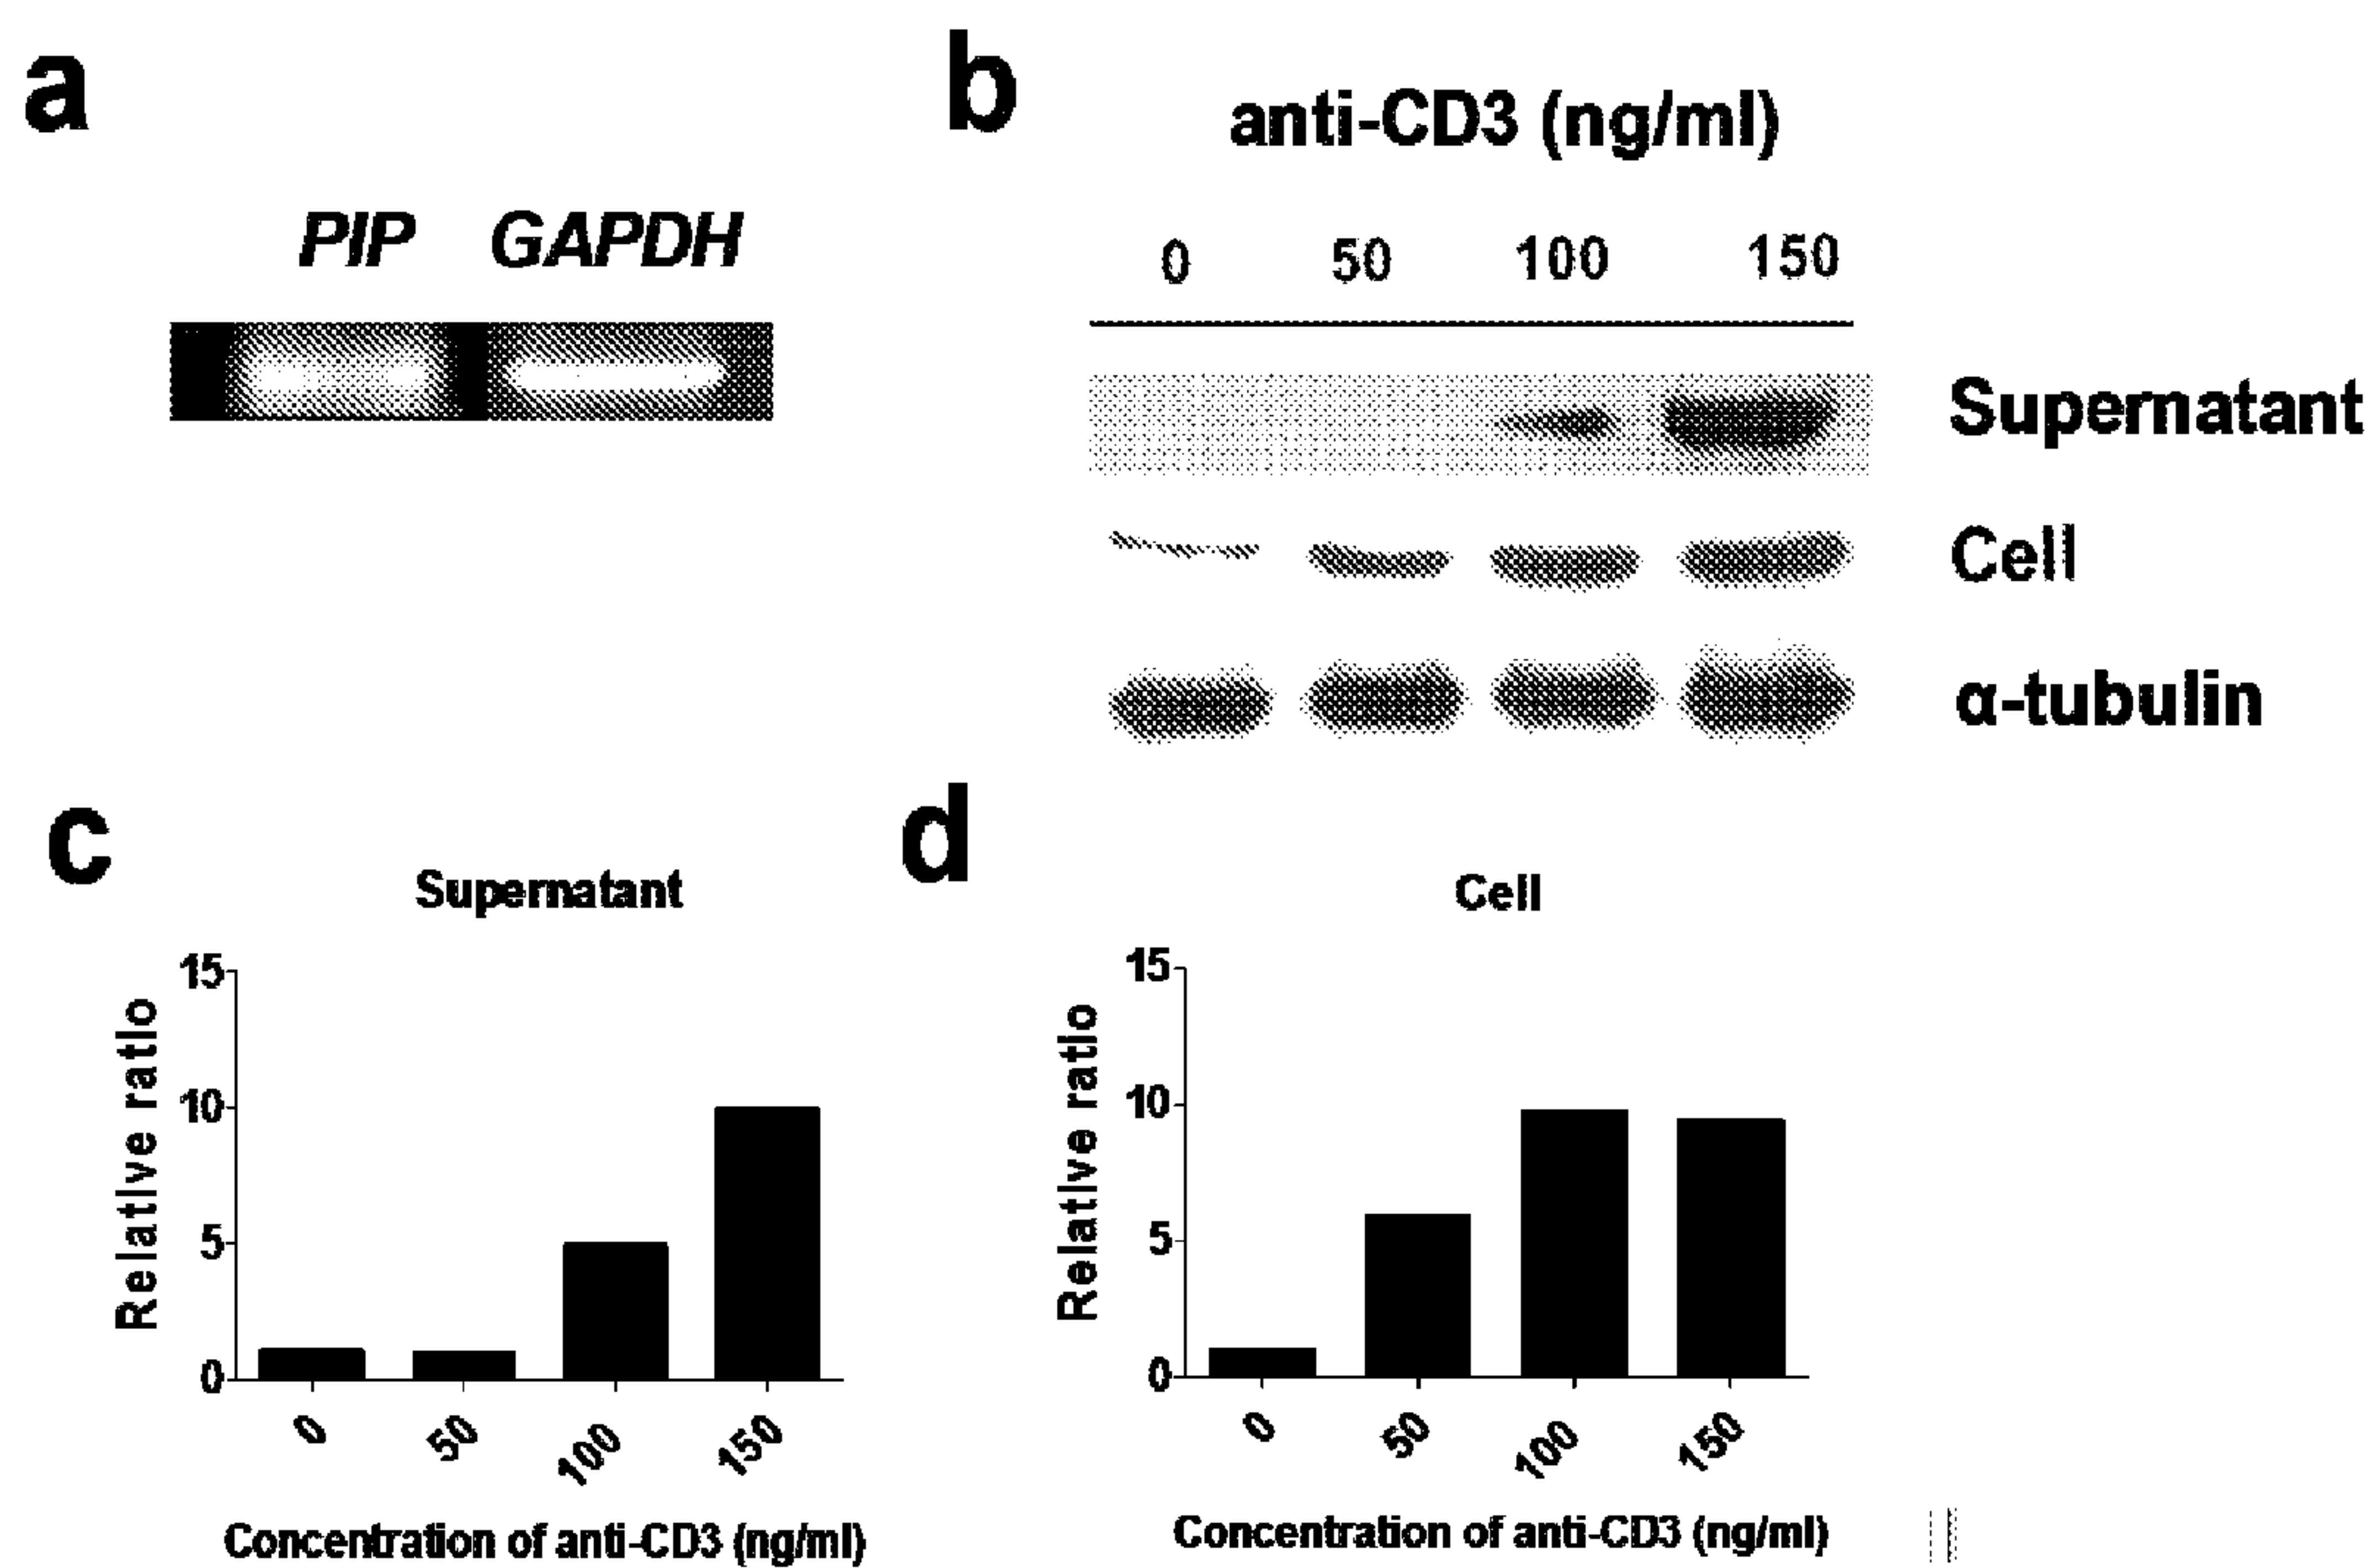 a
PIP GAPDH
b
anti-CD3 (ng/ml)
0 50 100 150
Supernatant
Cell
α-tubulin
c
Supernatant
Relative ratio
15
10
5
0
0 50 100 150
Concentration of anti-CD3 (ng/ml)
d
Cell
Relative ratio
15
10
5
0
0 50 100 150
Concentration of anti-CD3 (ng/ml)